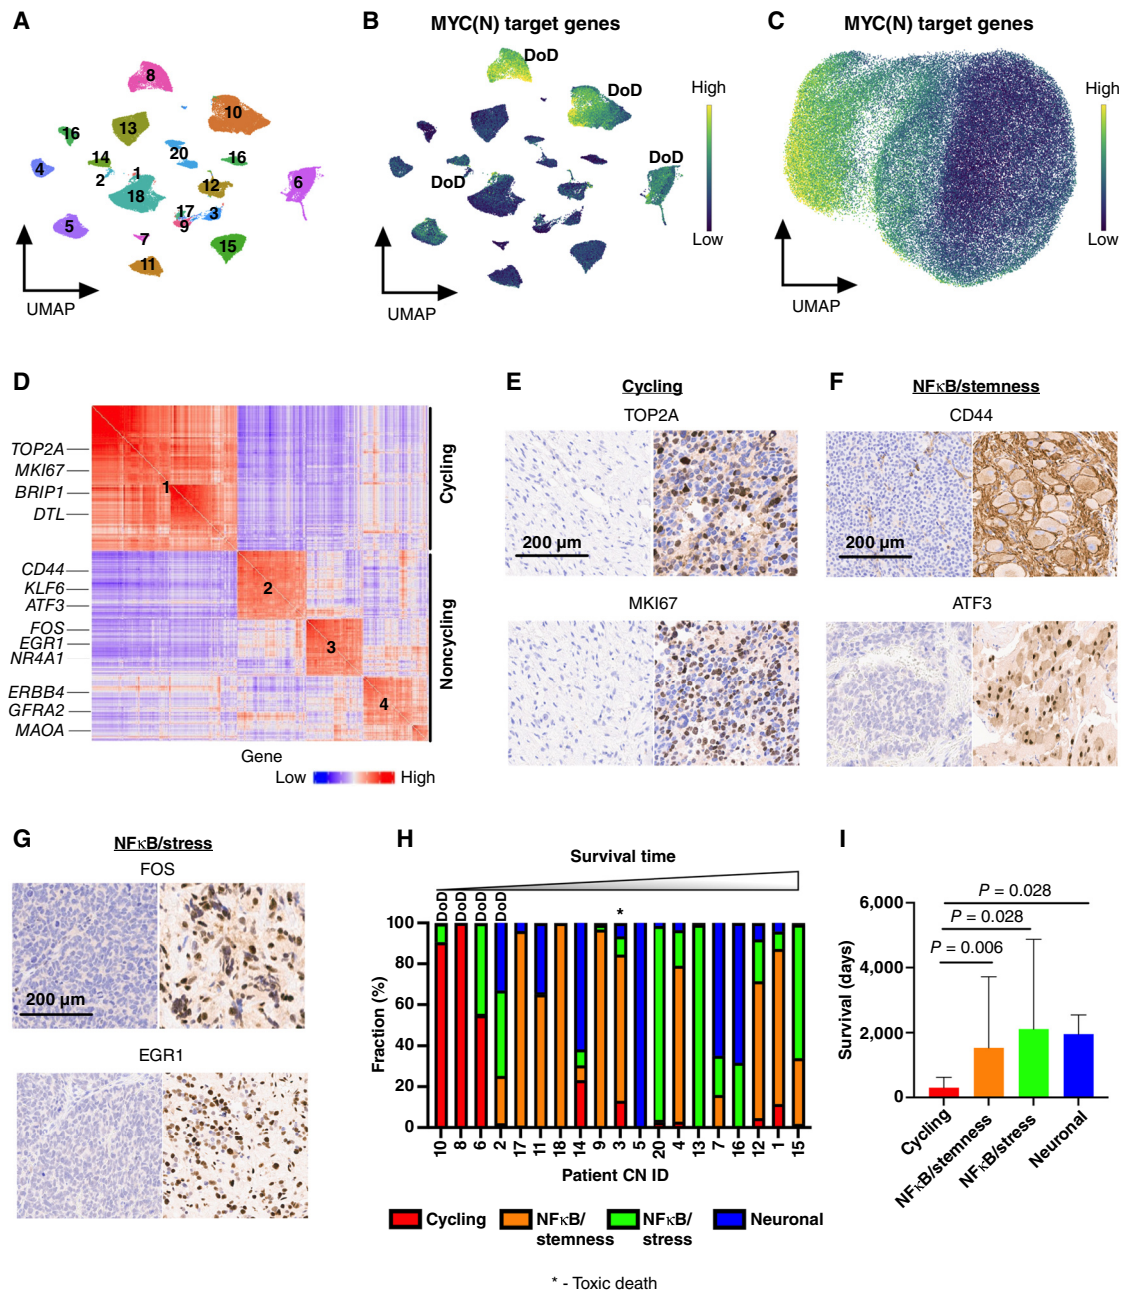 A
8
10
13
16
14
20
16
4
1
2
12
6
18
17
3
9
5
7
15
11
UMAP
B
MYC(N) target genes
DoD
DoD
DoD
DoD
High
Low
UMAP
C
MYC(N) target genes
High
Low
UMAP
D
TOP2A
MKI67
BRIP1
DTL
CD44
KLF6
ATF3
FOS
EGR1
NR4A1
ERBB4
GFRA2
MAOA
1
2
3
4
Cycling
Noncycling
Gene
Low High
E
Cycling
TOP2A
200 µm
MKI67
F
NFκB/stemness
CD44
200 µm
ATF3
G
NFκB/stress
FOS
200 µm
EGR1
H
Survival time
DoD DoD DoD DoD
*
Fraction (%)
100
80
60
40
20
0
10 8 6 2 17 11 18 14 9 3 5 20 4 13 7 16 12 1 15
Patient CN ID
Cycling
NFκB/
stemness
NFκB/
stress
Neuronal
* - Toxic death
I
P = 0.028
P = 0.028
P = 0.006
Survival (days)
6,000
4,000
2,000
0
Cycling
NFκB/stemness
NFκB/stress
Neuronal